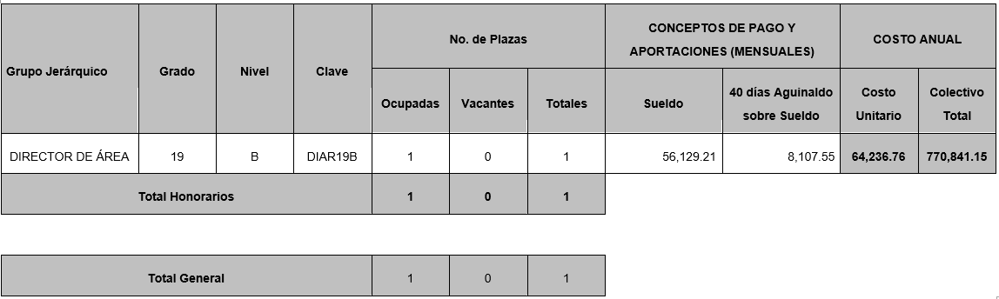 Grupo Jerárquico
Grado
Nivel
Clave
No. de Plazas
CONCEPTOS DE PAGO Y
APORTACIONES (MENSUALES)
COSTO ANUAL
Ocupadas
Vacantes
Totales
Sueldo
40 días Aguinaldo
sobre Sueldo
Costo
Unitario
Colectivo
Total
DIRECTOR DE ÁREA 19 B DIAR19B 1 0 1 56,129.21 8,107.55 64,236.76 770,841.15
Total Honorarios 1 0 1
Total General 1 0 1